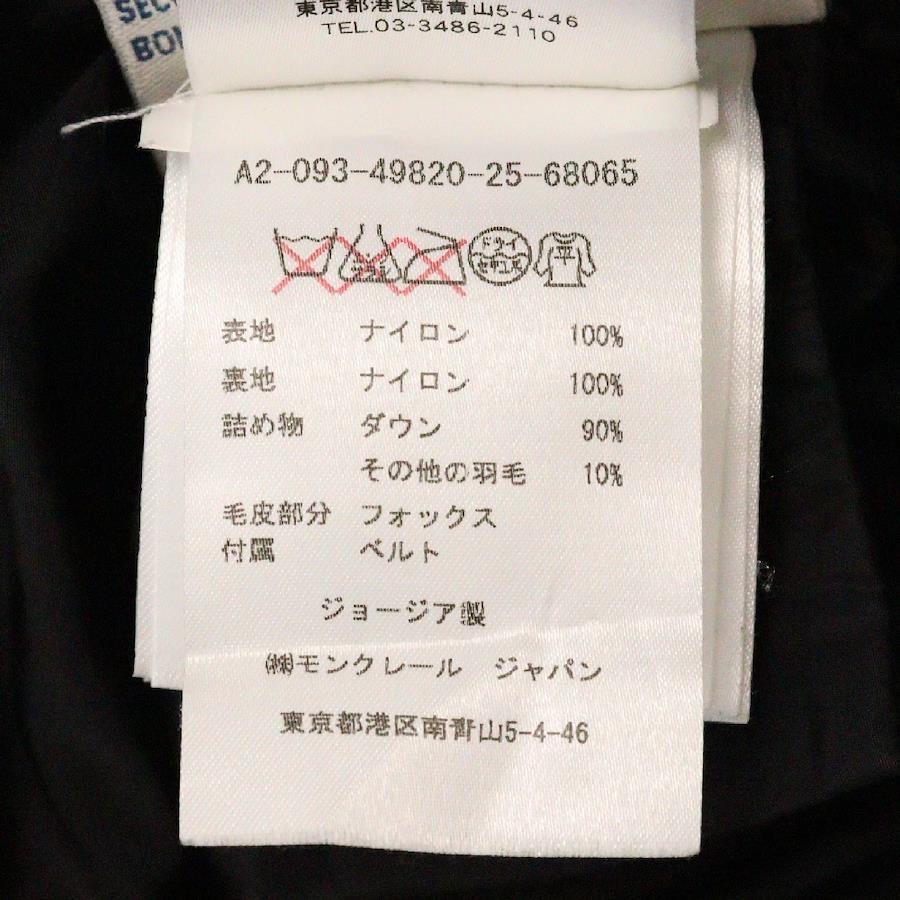 東京都港区南青山5-4-46
TEL.03-3486-2110
A2-093-49820-25-68065
ドライ
セキユ系
平
表地 ナイロン 100%
裏地 ナイロン 100%
詰め物 ダウン 90%
その他の羽毛 10%
毛皮部分 フォックス
付属 ベルト
ジョージア製
㈱モンクレール ジャパン
東京都港区南青山5-4-46